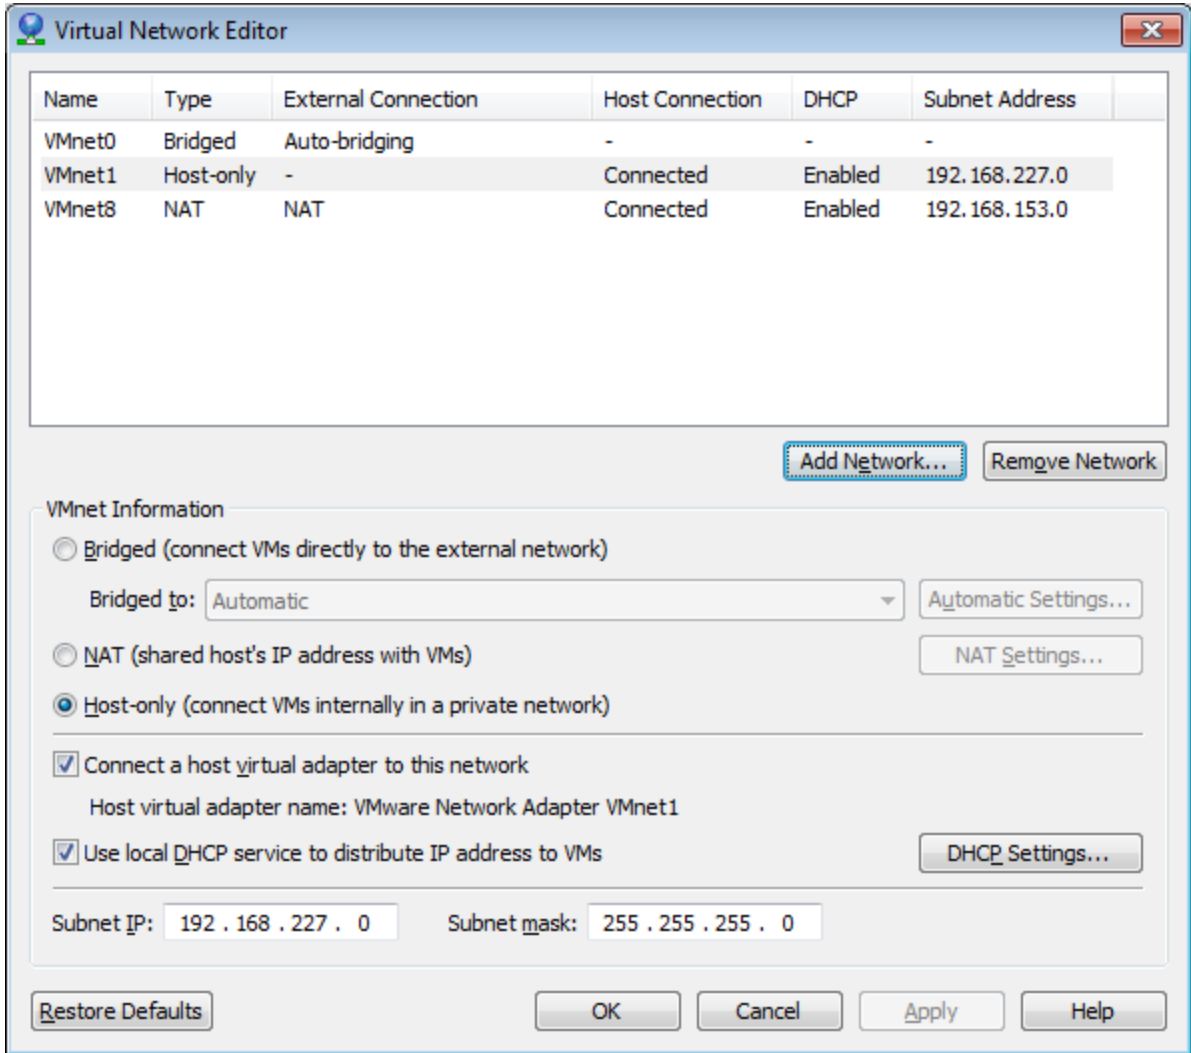 Virtual Network Editor
Name Type External Connection Host Connection DHCP Subnet Address
VMnet0 Bridged Auto-bridging - - -
VMnet1 Host-only - Connected Enabled 192.168.227.0
VMnet8 NAT NAT Connected Enabled 192.168.153.0
Add Network... Remove Network
VMnet Information
Bridged (connect VMs directly to the external network)
Bridged to: Automatic Automatic Settings...
NAT (shared host's IP address with VMs) NAT Settings...
Host-only (connect VMs internally in a private network)
Connect a host virtual adapter to this network
Host virtual adapter name: VMware Network Adapter VMnet1
Use local DHCP service to distribute IP address to VMs DHCP Settings...
Subnet IP: 192 . 168 . 227 . 0 Subnet mask: 255 . 255 . 255 . 0
Restore Defaults OK Cancel Apply Help